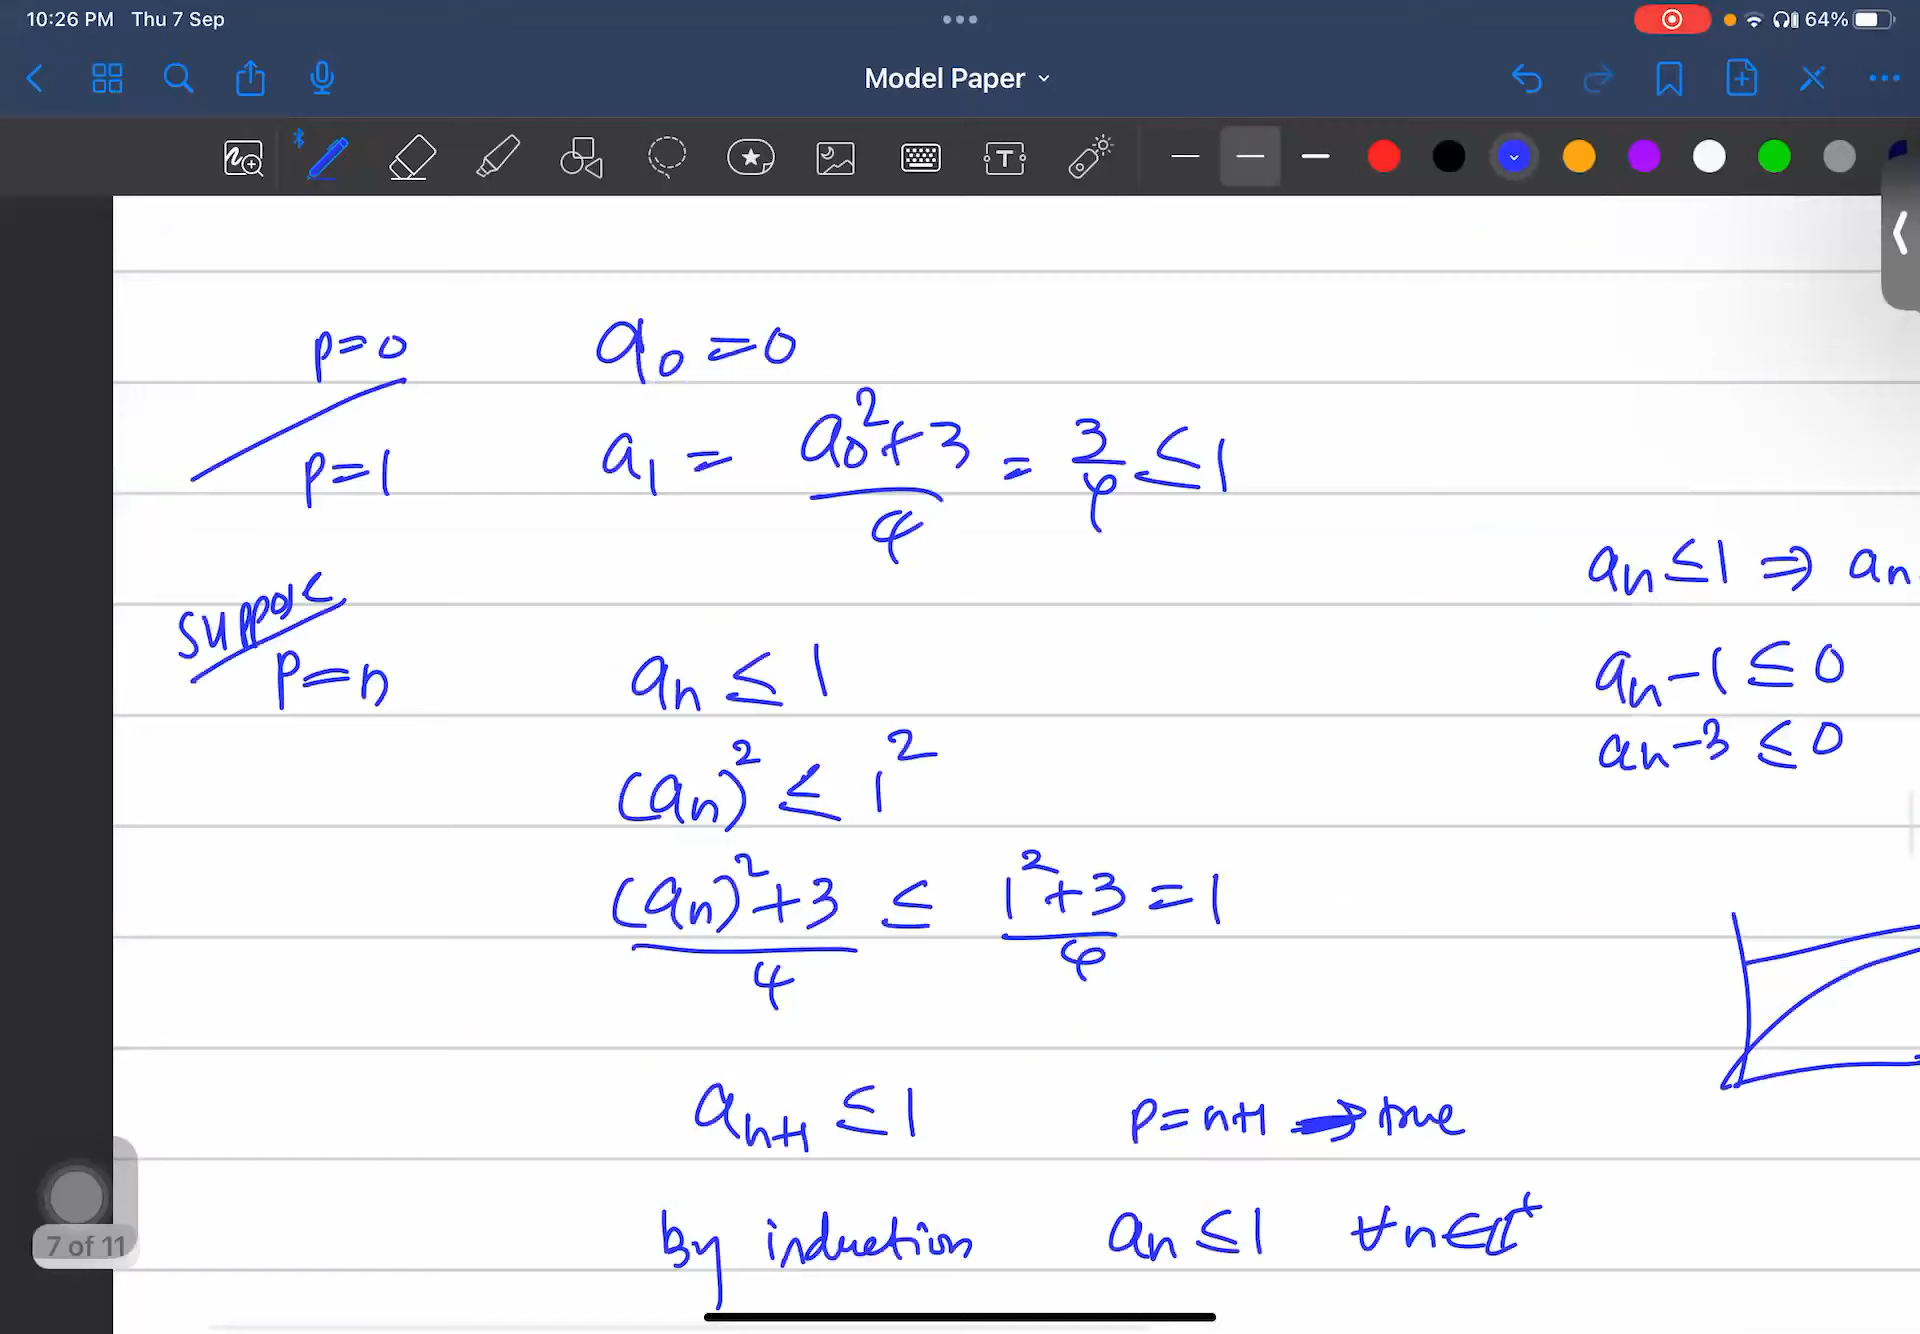 10:26 PM Thu 7 Sep
64%
Model Paper
p=0 a₀ =0
p=1 a₁ = a₀²+3 / 4 = 3/4 ≤ 1
aₙ ≤ 1 ⇒ aₙ
suppose
p=n aₙ ≤ 1
aₙ-1 ≤ 0
aₙ-3 ≤ 0
(aₙ)² ≤ 1²
(aₙ)²+3 / 4 ≤ 1²+3 / 4 = 1
aₙ₊₁ ≤ 1 p=n+1 → true
by induction aₙ ≤ 1 ∀n∈ℤ⁺
7 of 11